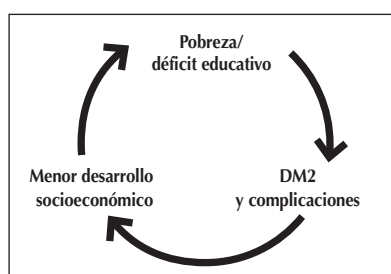 Pobreza/
déficit educativo
Menor desarrollo
socioeconómico
DM2
y complicaciones